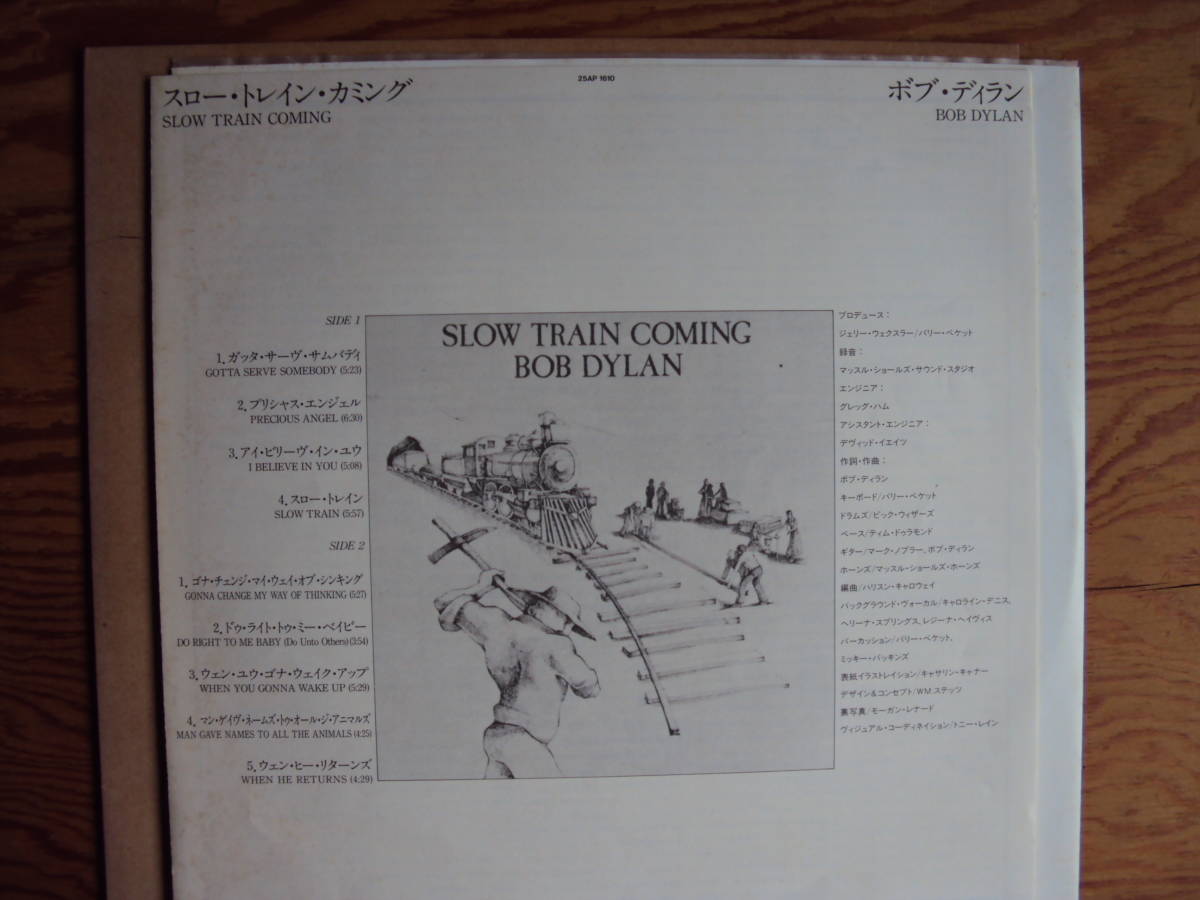 25AP 1610
スロー・トレイン・カミング
SLOW TRAIN COMING
ボブ・ディラン
BOB DYLAN
SIDE 1
1. ガッタ・サーヴ・サムバディ
GOTTA SERVE SOMEBODY (5:23)
2. プリシャス・エンジェル
PRECIOUS ANGEL (6:30)
3. アイ・ビリーヴ・イン・ユウ
I BELIEVE IN YOU (5:08)
4. スロー・トレイン
SLOW TRAIN (5:57)
SIDE 2
1. ゴナ・チェンジ・マイ・ウェイ・オブ・シンキング
GONNA CHANGE MY WAY OF THINKING (5:27)
2. ドゥ・ライト・トゥ・ミー・ベイビー
DO RIGHT TO ME BABY (Do Unto Others) (3:54)
3. ウェン・ユウ・ゴナ・ウェイク・アップ
WHEN YOU GONNA WAKE UP (5:29)
4. マン・ゲイヴ・ネームズ・トゥ・オール・ジ・アニマルズ
MAN GAVE NAMES TO ALL THE ANIMALS (4:25)
5. ウェン・ヒー・リターンズ
WHEN HE RETURNS (4:29)
SLOW TRAIN COMING
BOB DYLAN
プロデュース：
ジェリー・ウェクスラー/バリー・ベケット
録音：
マッスル・ショールズ・サウンド・スタジオ
エンジニア：
グレッグ・ハム
アシスタント・エンジニア：
デヴィッド・イエイツ
作詞・作曲：
ボブ・ディラン
キーボード/バリー・ベケット
ドラムズ/ピック・ウィザーズ
ベース/ティム・ドゥラモンド
ギター/マーク・ノブラー、ボブ・ディラン
ホーンズ/マッスル・ショールズ・ホーンズ
編曲/ハリスン・キャロウェイ
バックグラウンド・ヴォーカル/キャロライン・デニス、
ヘリーナ・スプリングス、レジーナ・ヘイヴィス
パーカッション/バリー・ベケット、
ミッキー・バッキンズ
表紙イラストレイション/キャサリン・キャナー
デザイン&コンセプト/WM.ステッツ
裏写真/モーガン・レナード
ヴィジュアル・コーディネイション/トニー・レイン